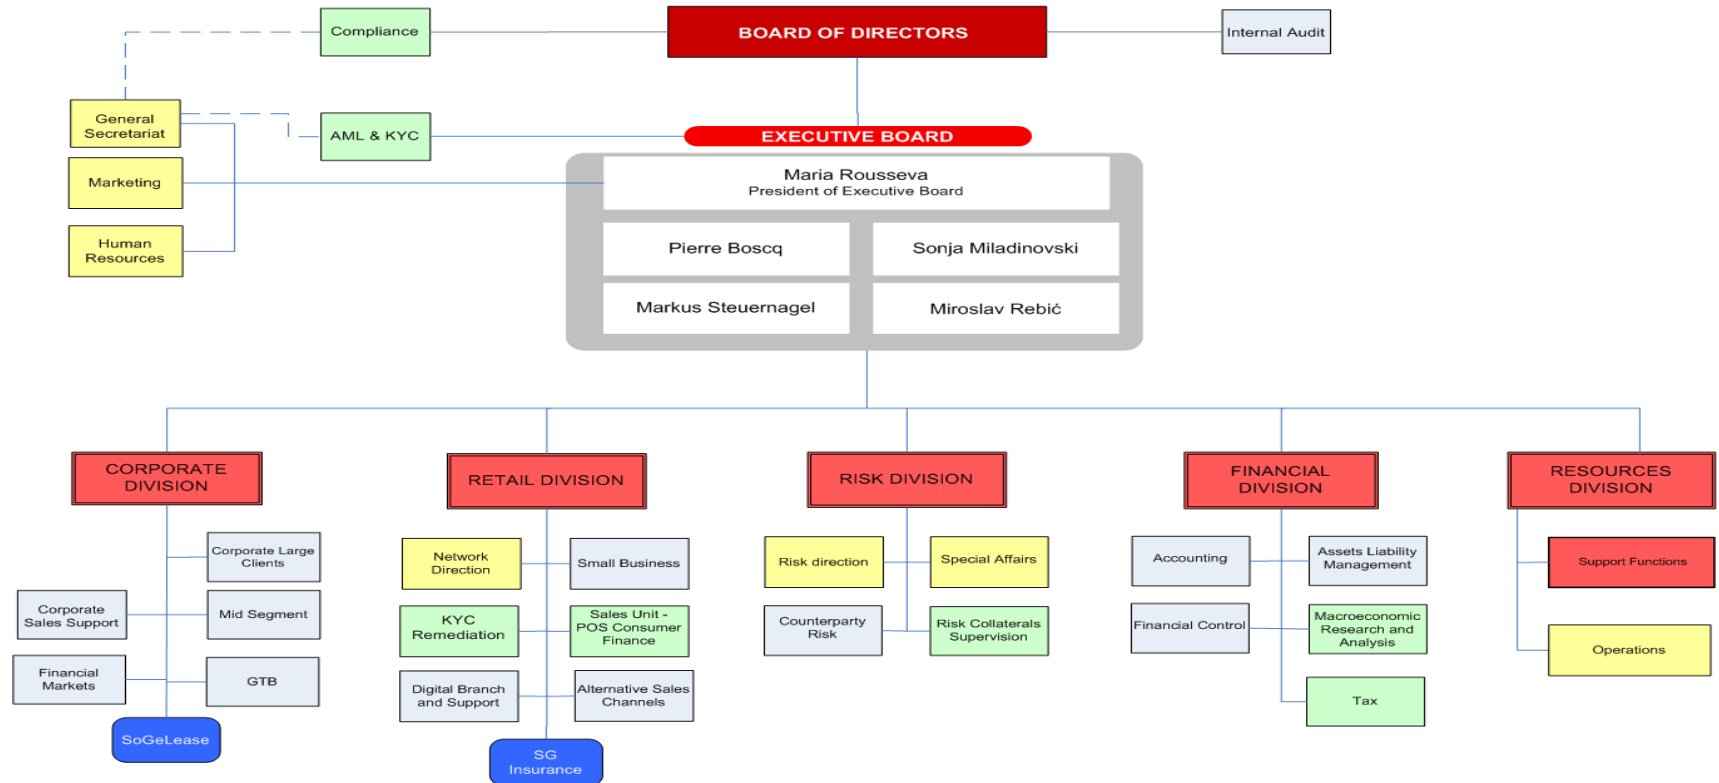 Compliance
BOARD OF DIRECTORS
Internal Audit
General
Secretariat
AML & KYC
EXECUTIVE BOARD
Marketing
Maria Rousseva
President of Executive Board
Human
Resources
Pierre Boscq
Sonja Miladinovski
Markus Steuernagel
Miroslav Rebić
CORPORATE
DIVISION
RETAIL DIVISION
RISK DIVISION
FINANCIAL
DIVISION
RESOURCES
DIVISION
Corporate Large
Clients
Corporate
Sales Support
Mid Segment
Financial
Markets
GTB
SoGeLease
Network
Direction
Small Business
KYC
Remediation
Sales Unit -
POS Consumer
Finance
Digital Branch
and Support
Alternative Sales
Channels
SG
Insurance
Risk direction
Special Affairs
Counterparty
Risk
Risk Collaterals
Supervision
Accounting
Assets Liability
Management
Financial Control
Macroeconomic
Research and
Analysis
Tax
Support Functions
Operations